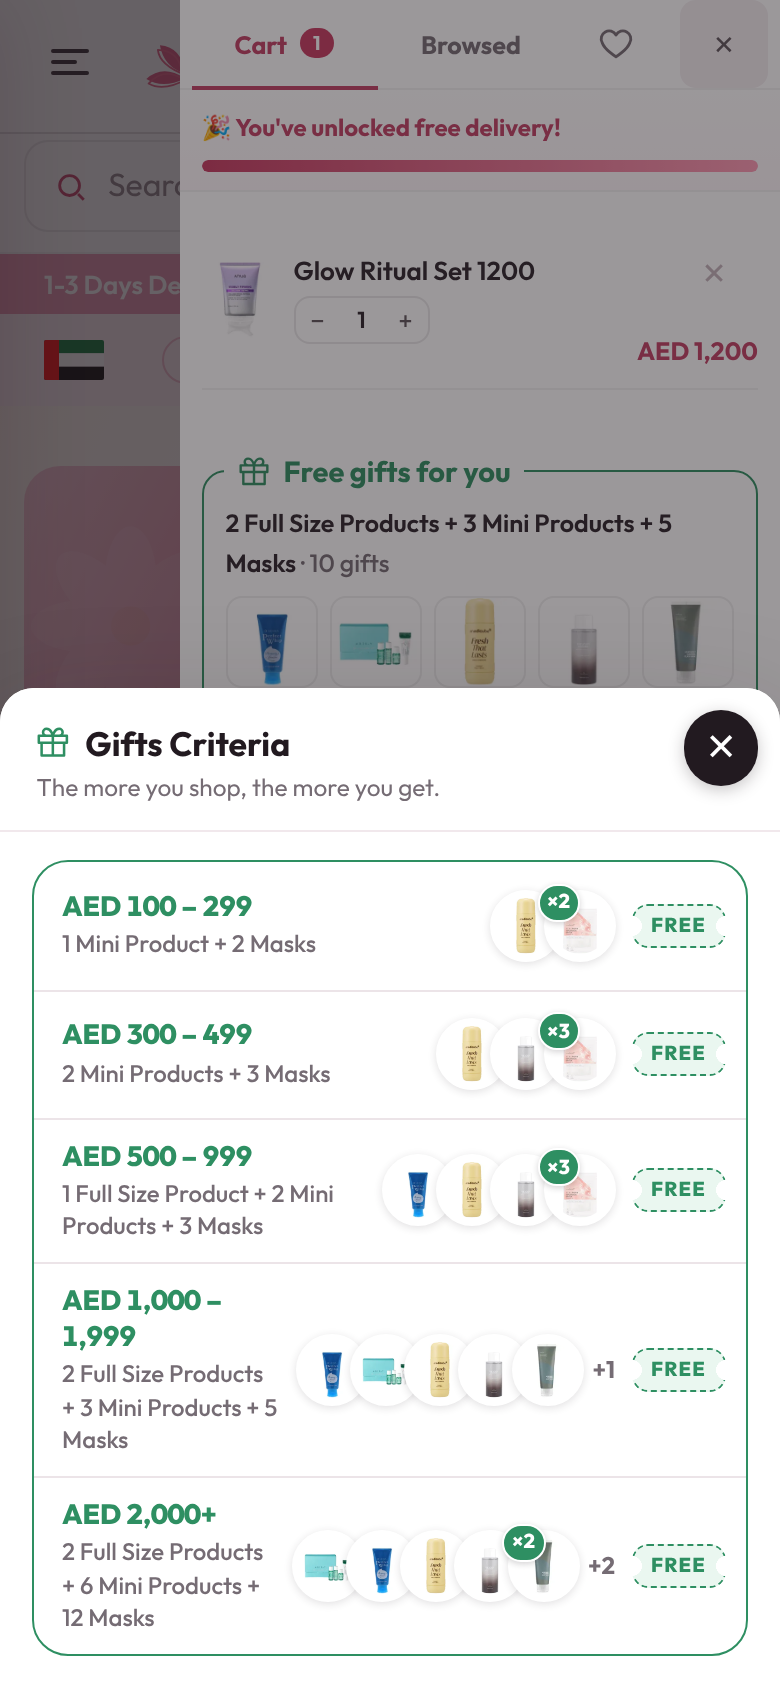 Cart 1 Browsed
🎉 You've unlocked free delivery!
Searc
1-3 Days De
Glow Ritual Set 1200
− 1 +
AED 1,200
Free gifts for you
2 Full Size Products + 3 Mini Products + 5
Masks · 10 gifts
Gifts Criteria
The more you shop, the more you get.
AED 100 – 299
1 Mini Product + 2 Masks
×2
FREE
AED 300 – 499
2 Mini Products + 3 Masks
×3
FREE
AED 500 – 999
1 Full Size Product + 2 Mini
Products + 3 Masks
×3
FREE
AED 1,000 –
1,999
2 Full Size Products
+ 3 Mini Products + 5
Masks
+1
FREE
AED 2,000+
2 Full Size Products
+ 6 Mini Products +
12 Masks
×2
+2
FREE